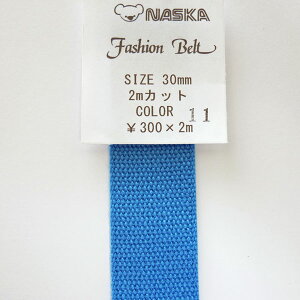 NASKA
Fashion Belt
SIZE 30mm
2mカット
COLOR 11
￥300×2m